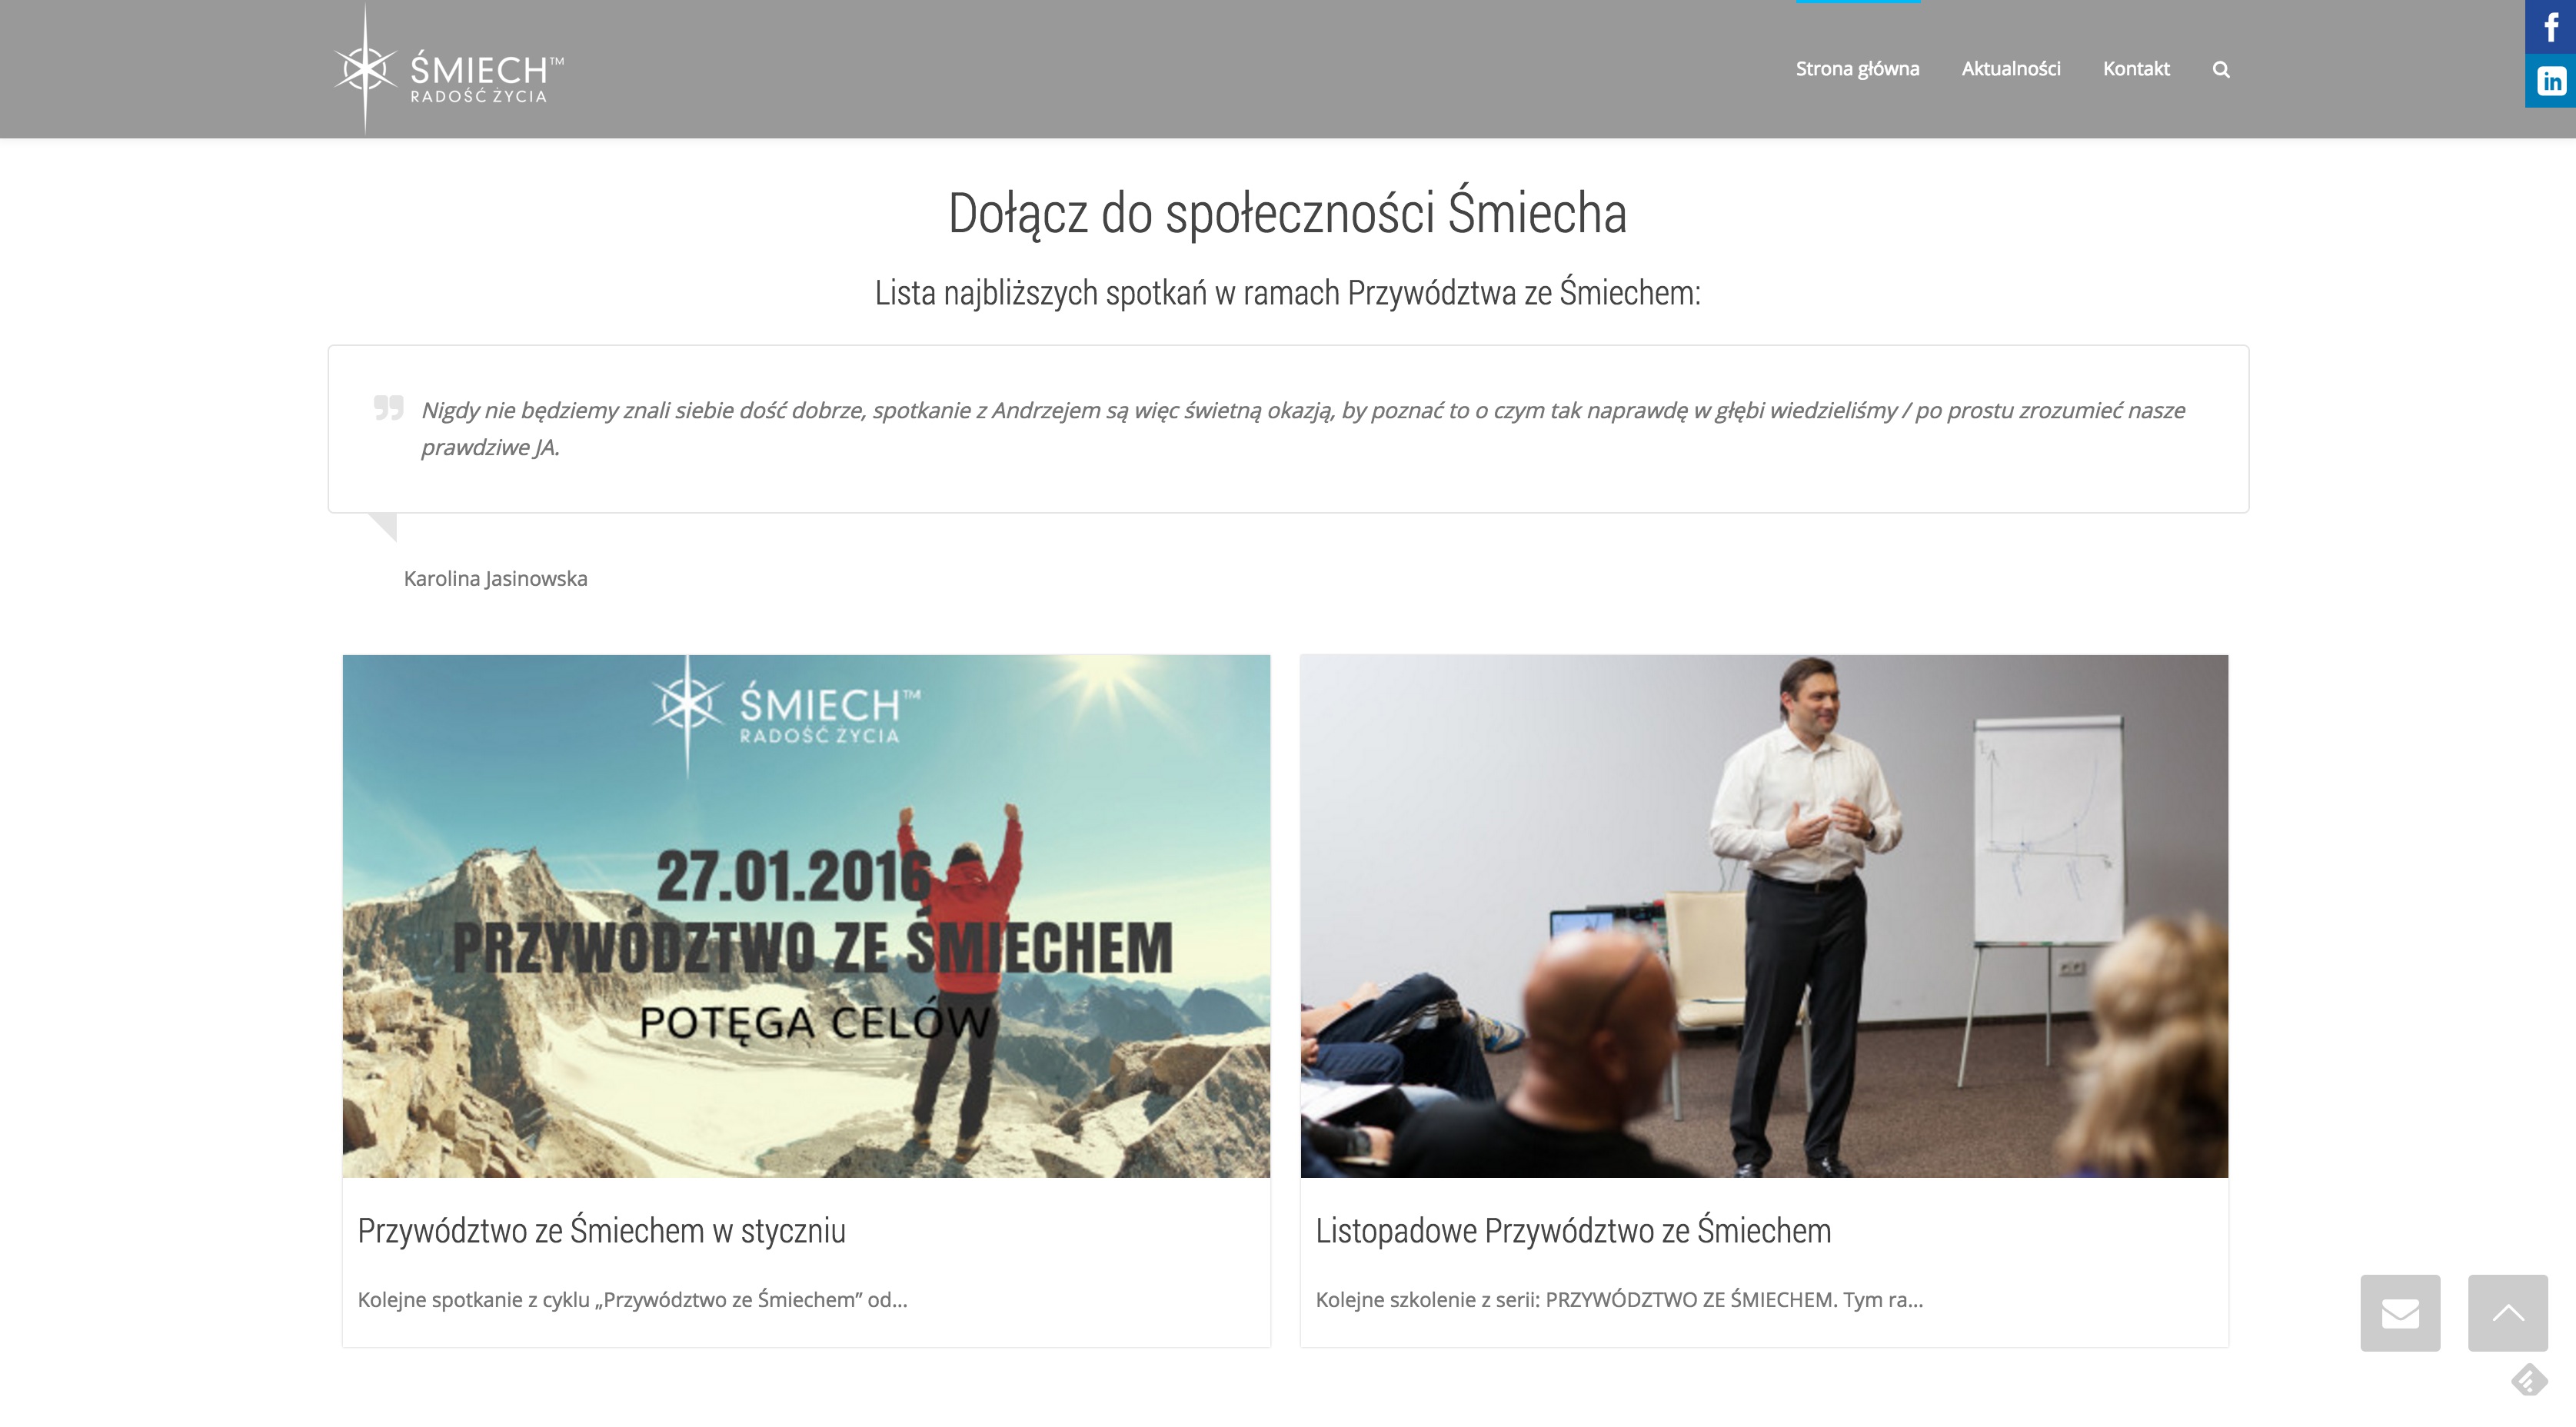 ŚMIECH™
RADOŚĆ ŻYCIA
Strona główna
Aktualności
Kontakt
Dołącz do społeczności Śmiecha
Lista najbliższych spotkań w ramach Przywództwa ze Śmiechem:
Nigdy nie będziemy znali siebie dość dobrze, spotkanie z Andrzejem są więc świetną okazją, by poznać to o czym tak naprawdę w głębi wiedzieliśmy / po prostu zrozumieć nasze
prawdziwe JA.
Karolina Jasinowska
ŚMIECH™
RADOŚĆ ŻYCIA
27.01.2016
PRZYWÓDZTWO ZE ŚMIECHEM
POTĘGA CELÓW
Przywództwo ze Śmiechem w styczniu
Kolejne spotkanie z cyklu „Przywództwo ze Śmiechem” od...
Listopadowe Przywództwo ze Śmiechem
Kolejne szkolenie z serii: PRZYWÓDZTWO ZE ŚMIECHEM. Tym ra...